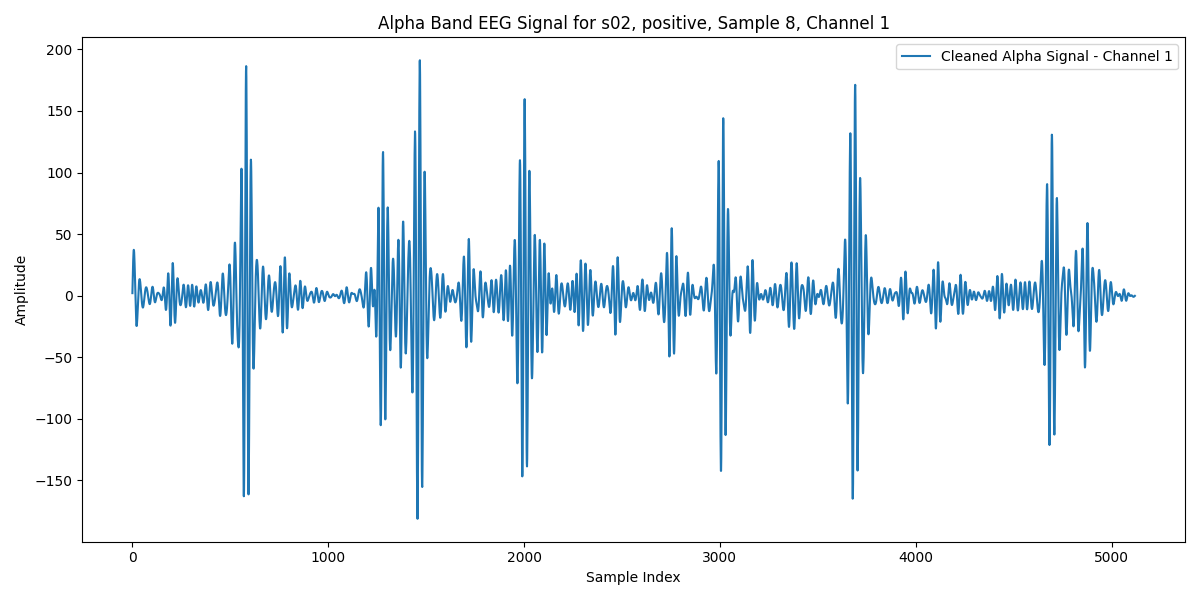 Alpha Band EEG Signal for s02, positive, Sample 8, Channel 1
Cleaned Alpha Signal - Channel 1
200
150
100
50
0
−50
−100
−150
Amplitude
0 1000 2000 3000 4000 5000
Sample Index